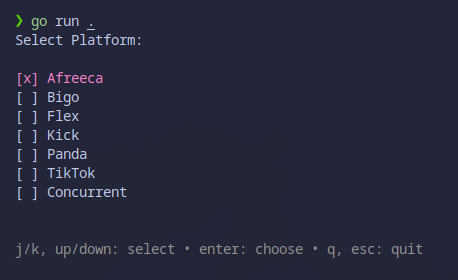 ❯ go run .
Select Platform:
[x] Afreeca
[ ] Bigo
[ ] Flex
[ ] Kick
[ ] Panda
[ ] TikTok
[ ] Concurrent
j/k, up/down: select • enter: choose • q, esc: quit